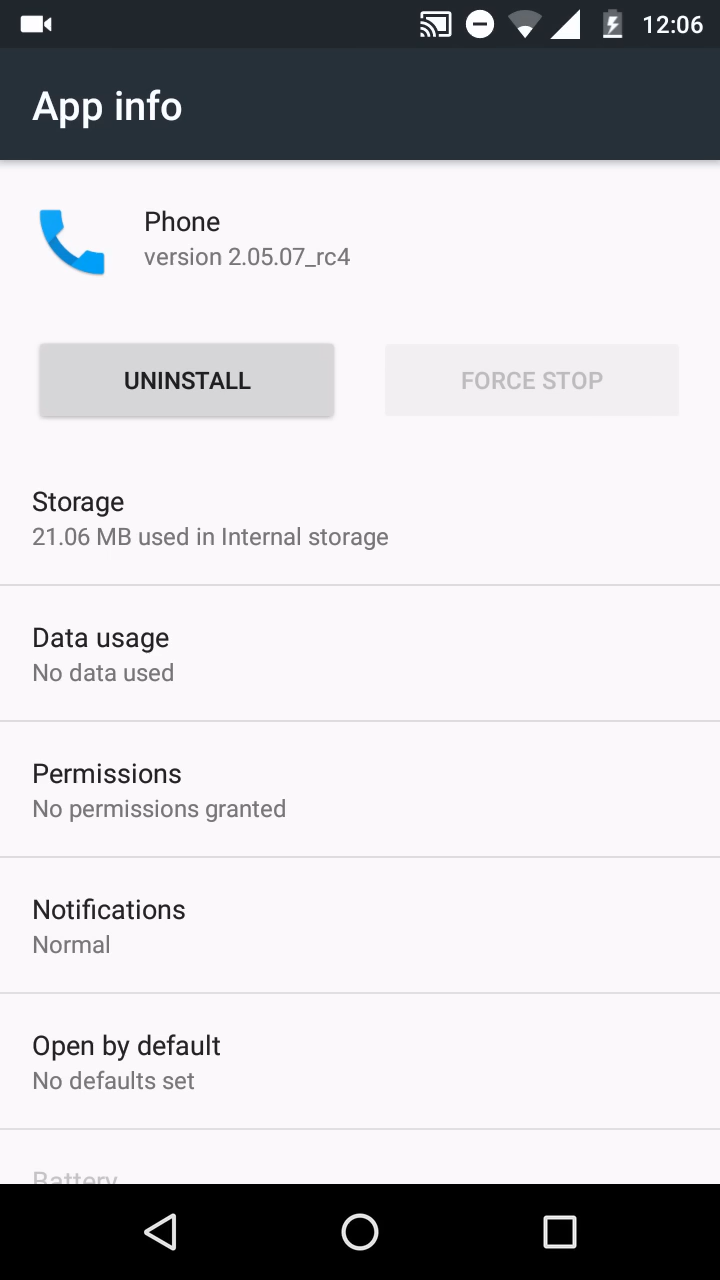 12:06
App info
Phone
version 2.05.07_rc4
UNINSTALL
FORCE STOP
Storage
21.06 MB used in Internal storage
Data usage
No data used
Permissions
No permissions granted
Notifications
Normal
Open by default
No defaults set
Battery